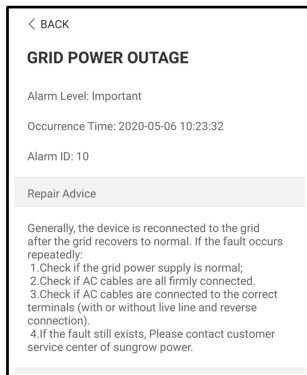 < BACK
GRID POWER OUTAGE
Alarm Level: Important
Occurrence Time: 2020-05-06 10:23:32
Alarm ID: 10
Repair Advice
Generally, the device is reconnected to the grid
after the grid recovers to normal. If the fault occurs
repeatedly:
1.Check if the grid power supply is normal;
2.Check if AC cables are all firmly connected.
3.Check if AC cables are connected to the correct
terminals (with or without live line and reverse
connection).
4.If the fault still exists, Please contact customer
service center of sungrow power.